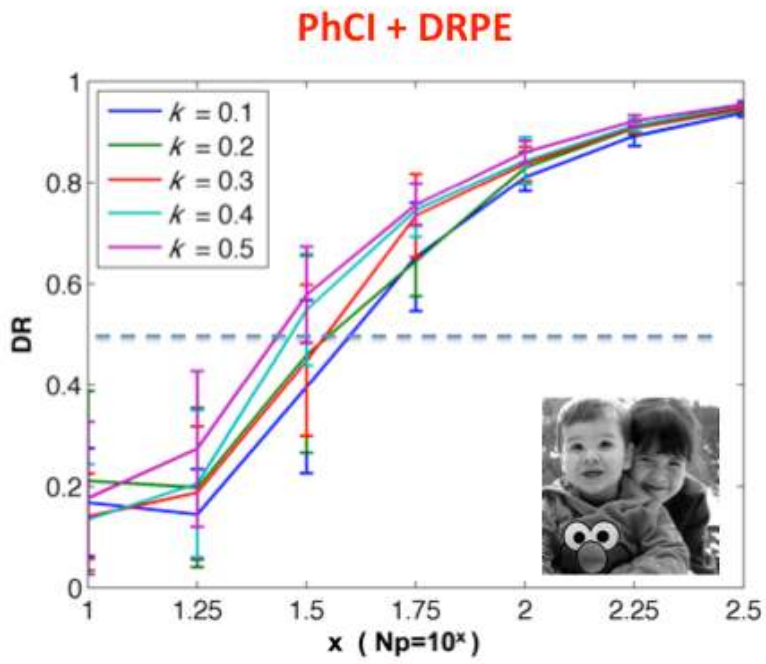 PhCI + DRPE
1
k = 0.1
k = 0.2
k = 0.3
k = 0.4
k = 0.5
0.8
0.6
DR
0.4
0.2
0
1 1.25 1.5 1.75 2 2.25 2.5
x ( Np=10ˣ )